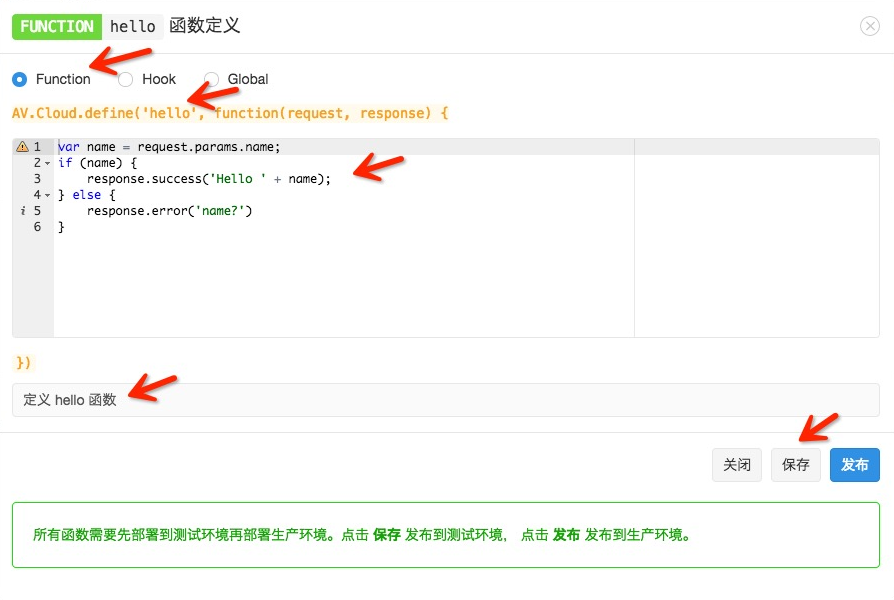 FUNCTION hello 函数定义
Function Hook Global
AV.Cloud.define('hello', function(request, response) {
1 var name = request.params.name;
2 if (name) {
3 response.success('Hello ' + name);
4 } else {
5 response.error('name?')
6 }
})
定义 hello 函数
关闭 保存 发布
所有函数需要先部署到测试环境再部署生产环境。点击 保存 发布到测试环境, 点击 发布 发布到生产环境。